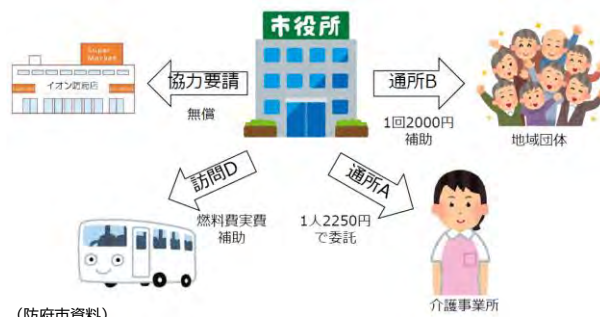 市役所
Super
Market
イオン防府店
協力要請
無償
通所B
1回2000円
補助
地域団体
訪問D
燃料費実費
補助
通所A
1人2250円
で委託
介護事業所
(防府市資料)